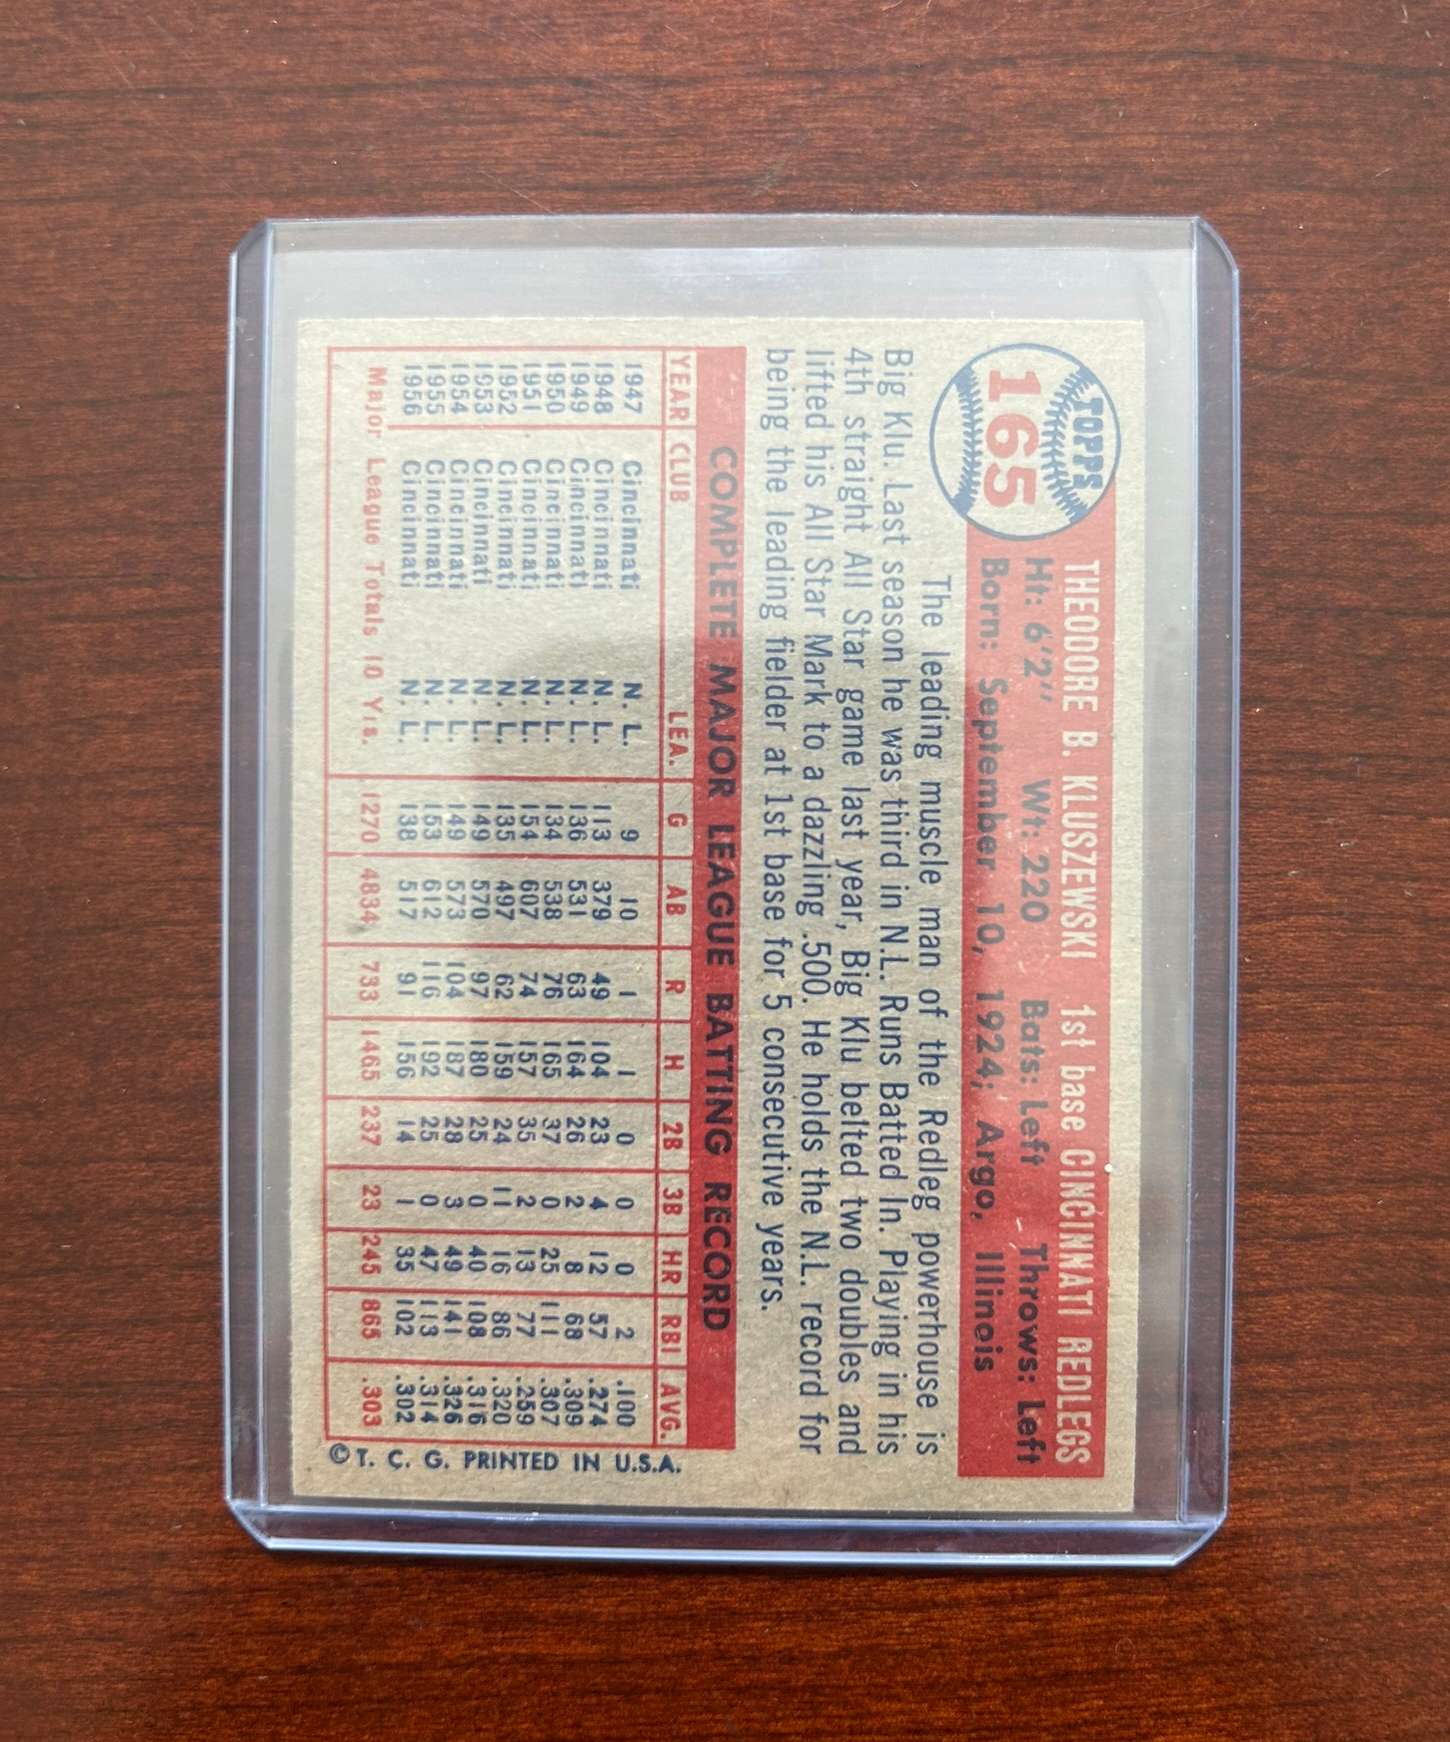 TOPPS
165
THEODORE B. KLUSZEWSKI 1st base CINCINNATI REDLEGS
Ht: 6'2" Wt: 220 Bats: Left Throws: Left
Born: September 10, 1924; Argo, Illinois
The leading muscle man of the Redleg powerhouse is
Big Klu. Last season he was third in N.L. Runs Batted In. Playing in his
4th straight All Star game last year, Big Klu belted two doubles and
lifted his All Star Mark to a dazzling .500. He holds the N.L. record for
being the leading fielder at 1st base for 5 consecutive years.
COMPLETE MAJOR LEAGUE BATTING RECORD
YEAR CLUB LEA. G AB R H 2B 3B HR RBI AVG.
1947 Cincinnati N. L. 9 10 1 1 0 0 0 2 .100
1948 Cincinnati N. L. 113 379 49 104 23 4 12 57 .274
1949 Cincinnati N. L. 136 531 63 164 26 2 8 68 .309
1950 Cincinnati N. L. 134 538 76 165 37 0 25 111 .307
1951 Cincinnati N. L. 154 607 74 157 35 2 13 77 .259
1952 Cincinnati N. L. 135 497 62 159 24 11 16 86 .320
1953 Cincinnati N. L. 149 570 97 180 25 0 40 108 .316
1954 Cincinnati N. L. 149 573 104 187 28 3 49 141 .326
1955 Cincinnati N. L. 153 612 116 192 25 0 47 113 .314
1956 Cincinnati N. L. 138 517 91 156 14 1 35 102 .302
Major League Totals 10 Yrs. 1270 4834 733 1465 237 23 245 865 .303
© T. C. G. PRINTED IN U.S.A.